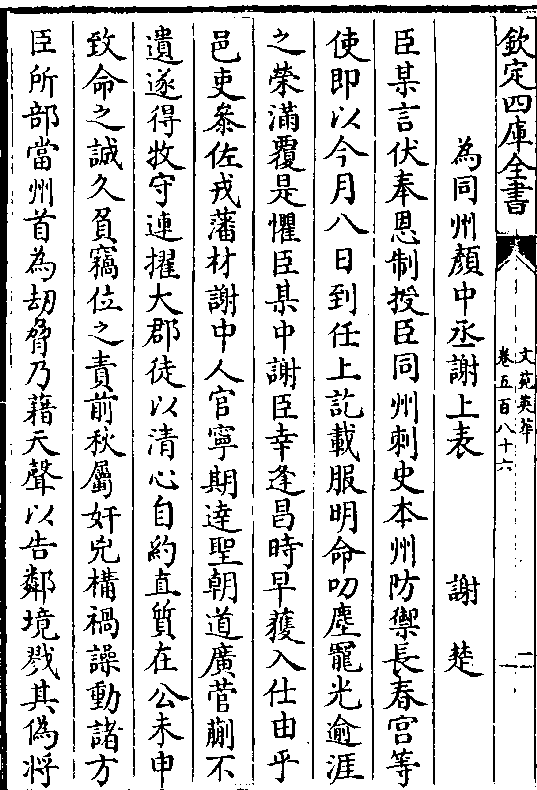 欽定四庫全書
文苑英華
卷五百八十六
二
為同州顏中丞謝上表　謝楚
臣某言伏奉恩制授臣同州刺史本州防禦長春宮等
使即以今月八日到任上訖載服明命叨塵寵光逾涯
之榮滿覆是懼臣某中謝臣幸逢昌時早獲入仕由乎
邑吏叅佐戎藩材謝中人官寧期達聖朝道廣菅蒯不
遺遂得牧守連擢大郡徒以清心自約直質在公未申
致命之誠久負竊位之責前秋屬奸兇構禍譟動諸方
臣所部當州首為刼脅乃藉天聲以告鄰境戮其偽將